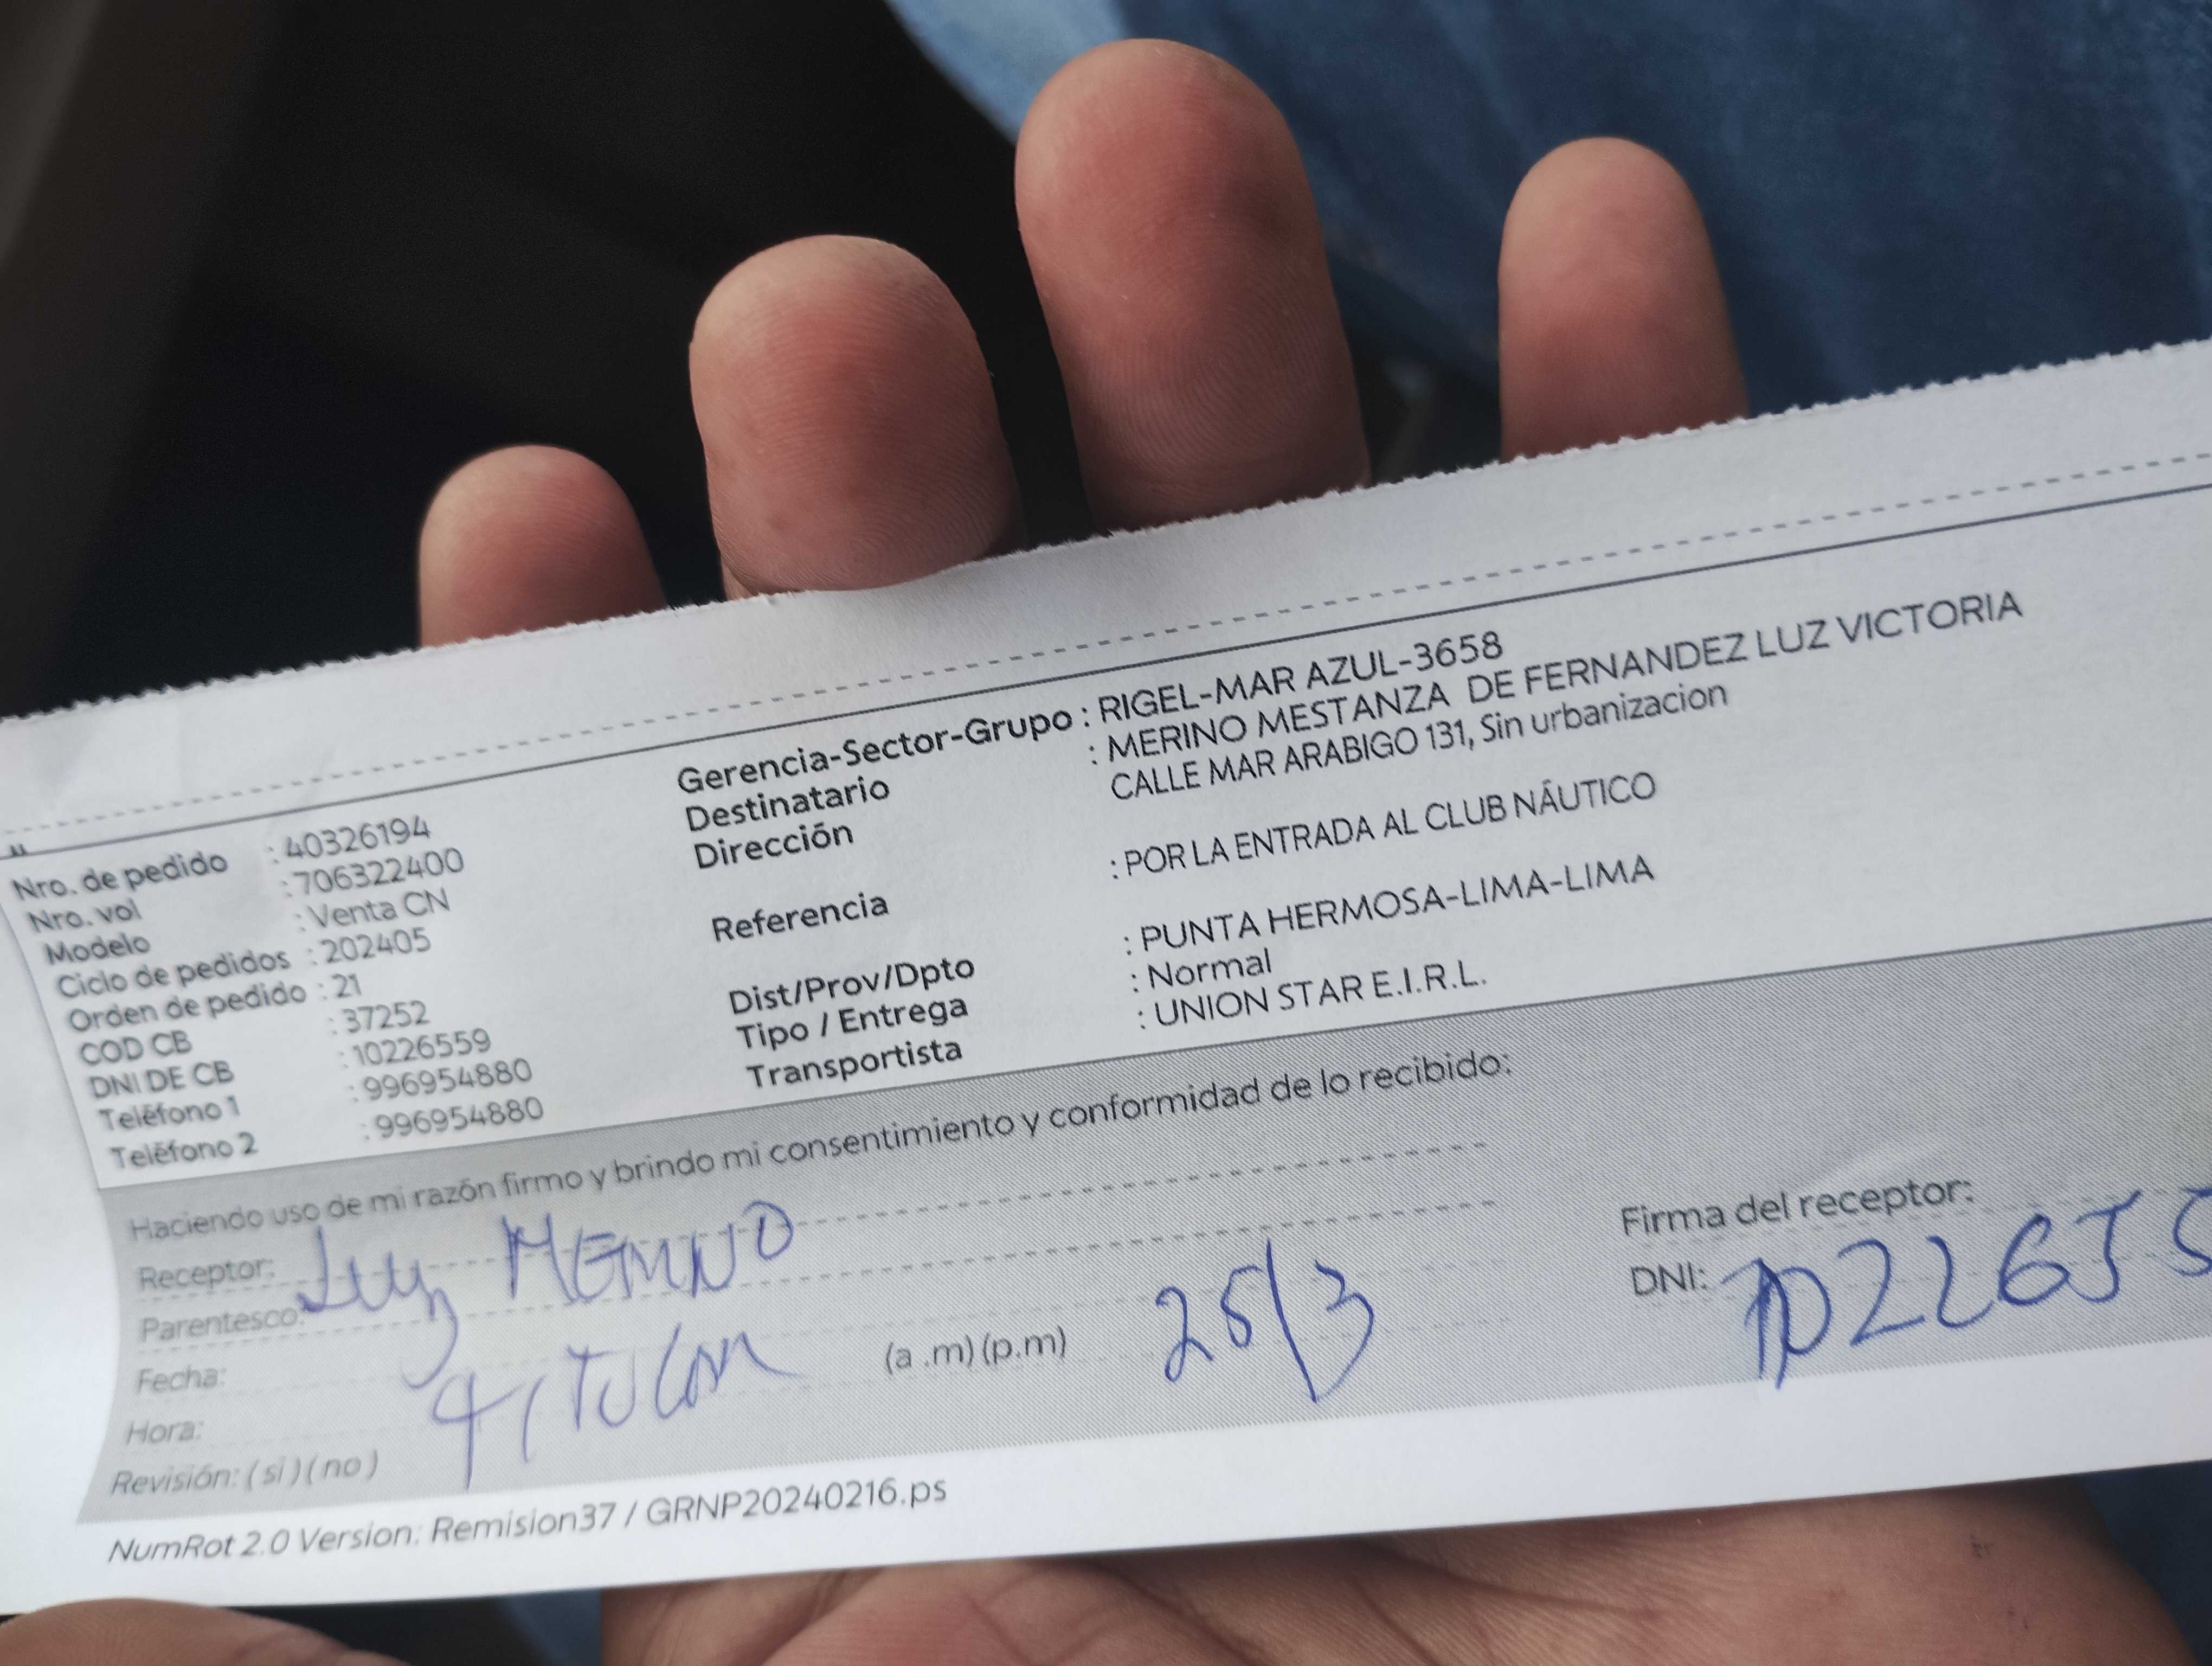 Nro. de pedido : 40326194
Nro. vol : 706322400
Modelo : Venta CN
Ciclo de pedidos : 202405
Orden de pedido : 21
COD CB : 37252
DNI DE CB : 10226559
Teléfono 1 : 996954880
Teléfono 2 : 996954880
Gerencia-Sector-Grupo : RIGEL-MAR AZUL-3658
Destinatario : MERINO MESTANZA DE FERNANDEZ LUZ VICTORIA
Dirección CALLE MAR ARABIGO 131, Sin urbanizacion
Referencia : POR LA ENTRADA AL CLUB NÁUTICO
Dist/Prov/Dpto : PUNTA HERMOSA-LIMA-LIMA
Tipo / Entrega : Normal
Transportista : UNION STAR E.I.R.L.
Haciendo uso de mi razón firmo y brindo mi consentimiento y conformidad de lo recibido:
Receptor: Luz MERINO
Parentesco:
Fecha: TITULAR 25/3
Hora: (a .m) (p.m)
Revisión: ( si ) ( no )
Firma del receptor:
DNI: 1022655
NumRot 2.0 Version: Remision37 / GRNP20240216.ps